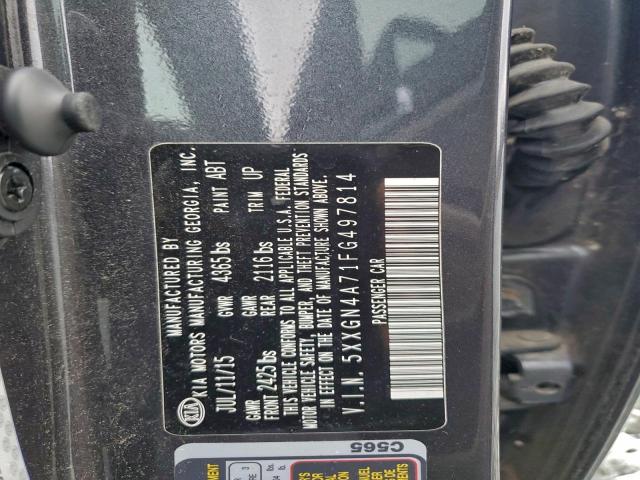 KIA
MANUFACTURED BY
KIA MOTORS MANUFACTURING GEORGIA, INC.
JUL/11/15 GVWR 4365 lbs PAINT ABT
GAWR GAWR TRIM UP
FRONT 2425 lbs REAR 2116 lbs
THIS VEHICLE CONFORMS TO ALL APPLICABLE U.S.A. FEDERAL
MOTOR VEHICLE SAFETY, BUMPER, AND THEFT PREVENTION STANDARDS
IN EFFECT ON THE DATE OF MANUFACTURE SHOWN ABOVE.
V.I.N. 5XXGN4A71FG497814
PASSENGER CAR
C565